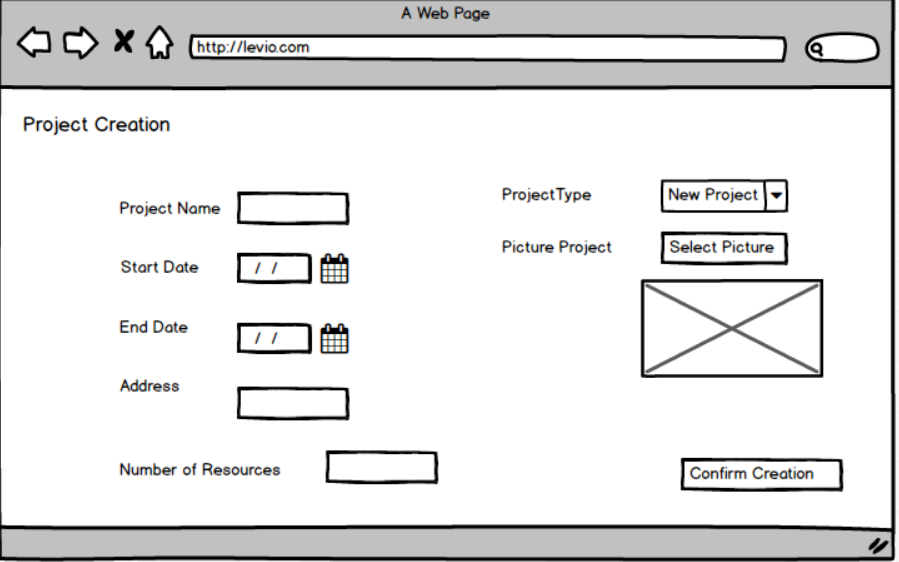 A Web Page
http://levio.com
Project Creation
Project Name
Start Date
/ /
End Date
/ /
Address
Number of Resources
ProjectType
New Project
Picture Project
Select Picture
Confirm Creation